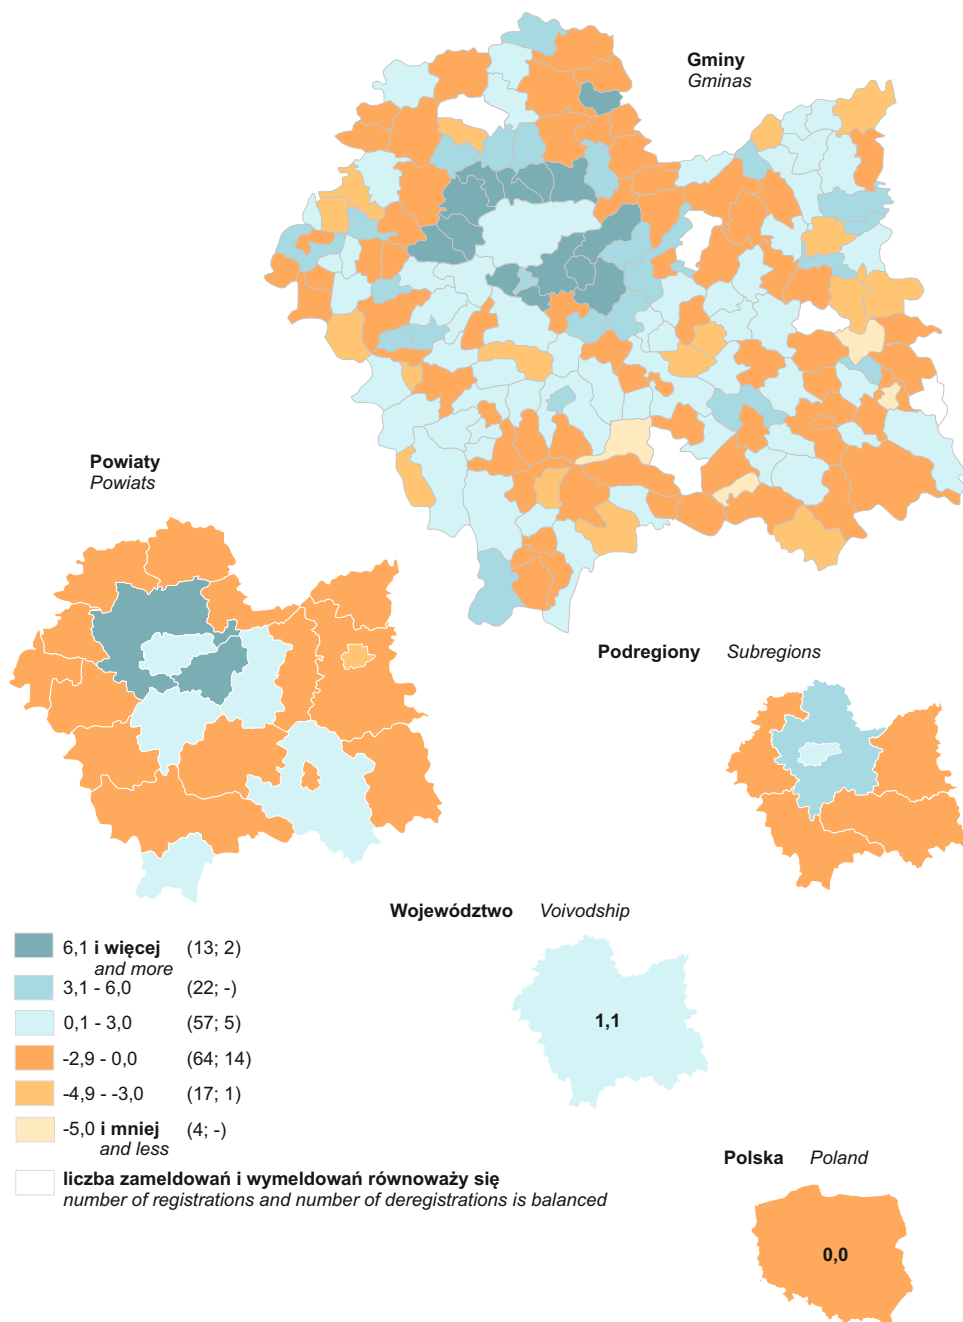 Gminy
Gminas
Powiaty
Powiats
Podregiony Subregions
Województwo Voivodship
6,1 i więcej (13; 2)
and more
3,1 - 6,0 (22; -)
0,1 - 3,0 (57; 5)
1,1
-2,9 - 0,0 (64; 14)
-4,9 - -3,0 (17; 1)
-5,0 i mniej (4; -)
and less
Polska Poland
liczba zameldowań i wymeldowań równoważy się
number of registrations and number of deregistrations is balanced
0,0